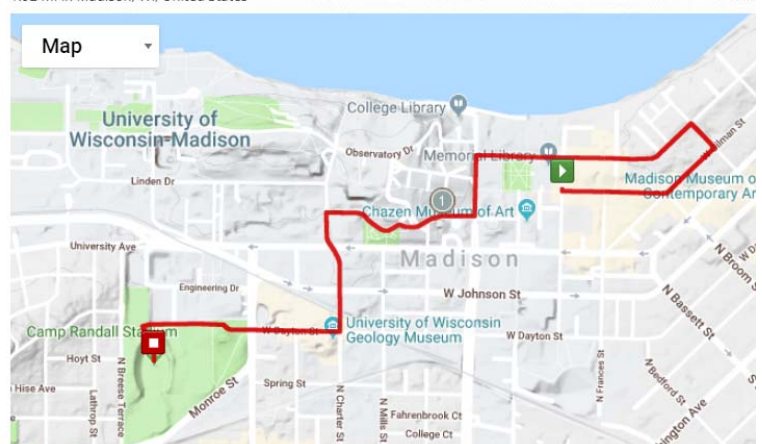 Map
College Library
University of
Wisconsin-Madison
Observatory Dr
Memorial Library
Linden Dr
Madison Museum o
Contemporary Ar
1
Chazen Museum of Art
University Ave
Madison
W D
N Broom S
Engineering Dr
W Johnson St
N Bassett St
Camp Randall Stadium
W Dayton St
University of Wisconsin
Geology Museum
W Dayton St
Hoyt St
N Breese Terrace
N Frances St
N Bedford St
Hise Ave
Lathrop St
Monroe St
Spring St
N Charter St
N Mills St
Fahrenbrook Ct
College Ct